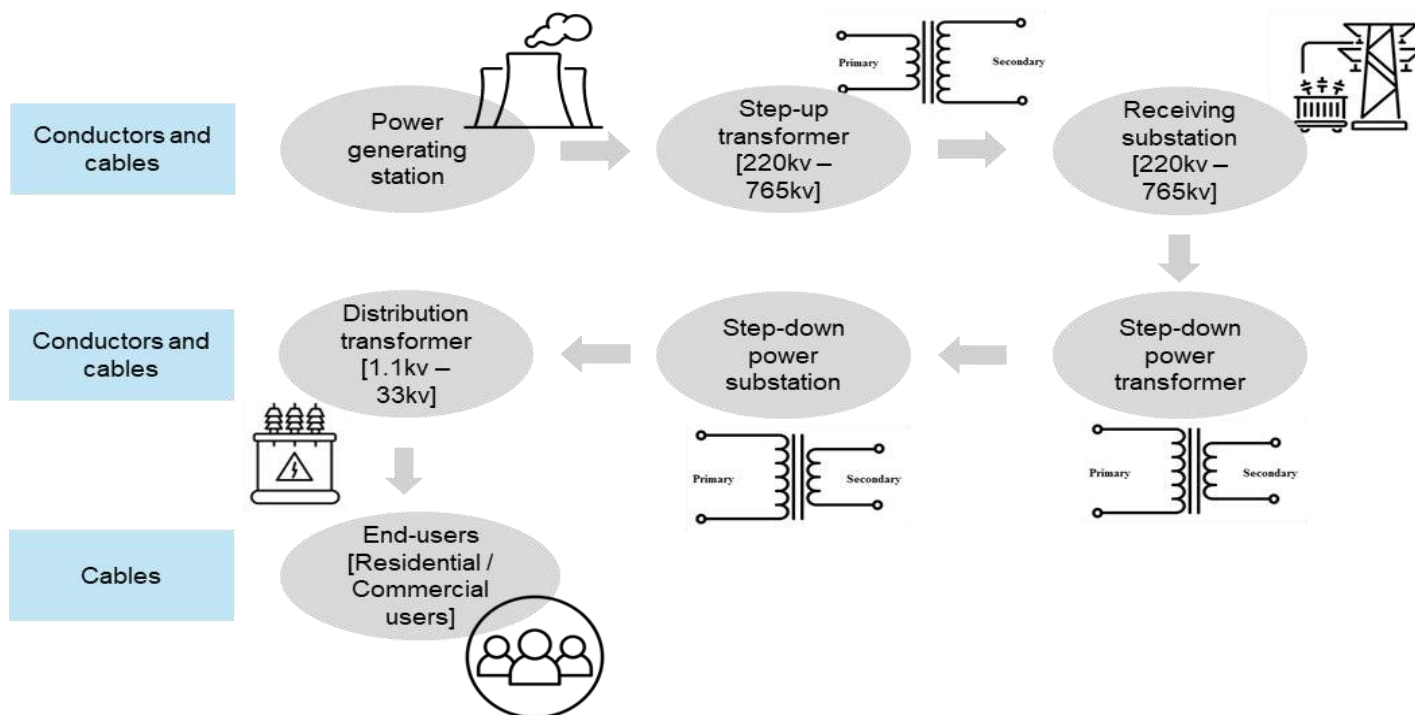 Conductors and
cables
Power
generating
station
Step-up
transformer
[220kv –
765kv]
Primary
Secondary
Receiving
substation
[220kv –
765kv]
Conductors and
cables
Distribution
transformer
[1.1kv –
33kv]
Step-down
power
substation
Primary
Secondary
Step-down
power
transformer
Primary
Secondary
Cables
End-users
[Residential /
Commercial
users]